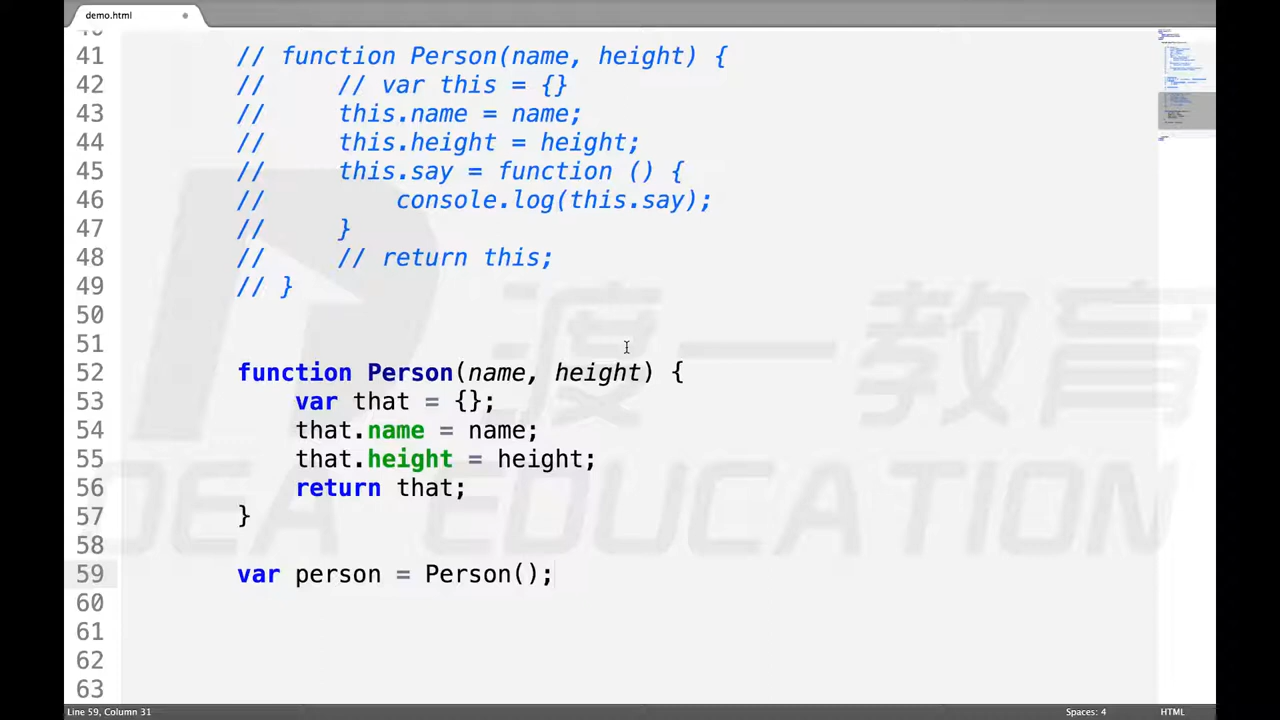 demo.html
41 // function Person(name, height) {
42 //     // var this = {}
43 //     this.name = name;
44 //     this.height = height;
45 //     this.say = function () {
46 //         console.log(this.say);
47 //     }
48 //     // return this;
49 // }
50
51
52 function Person(name, height) {
53     var that = {};
54     that.name = name;
55     that.height = height;
56     return that;
57 }
58
59 var person = Person();
60
61
62
63
渡一教育
EDUCATION
Line 59, Column 31
Spaces: 4
HTML